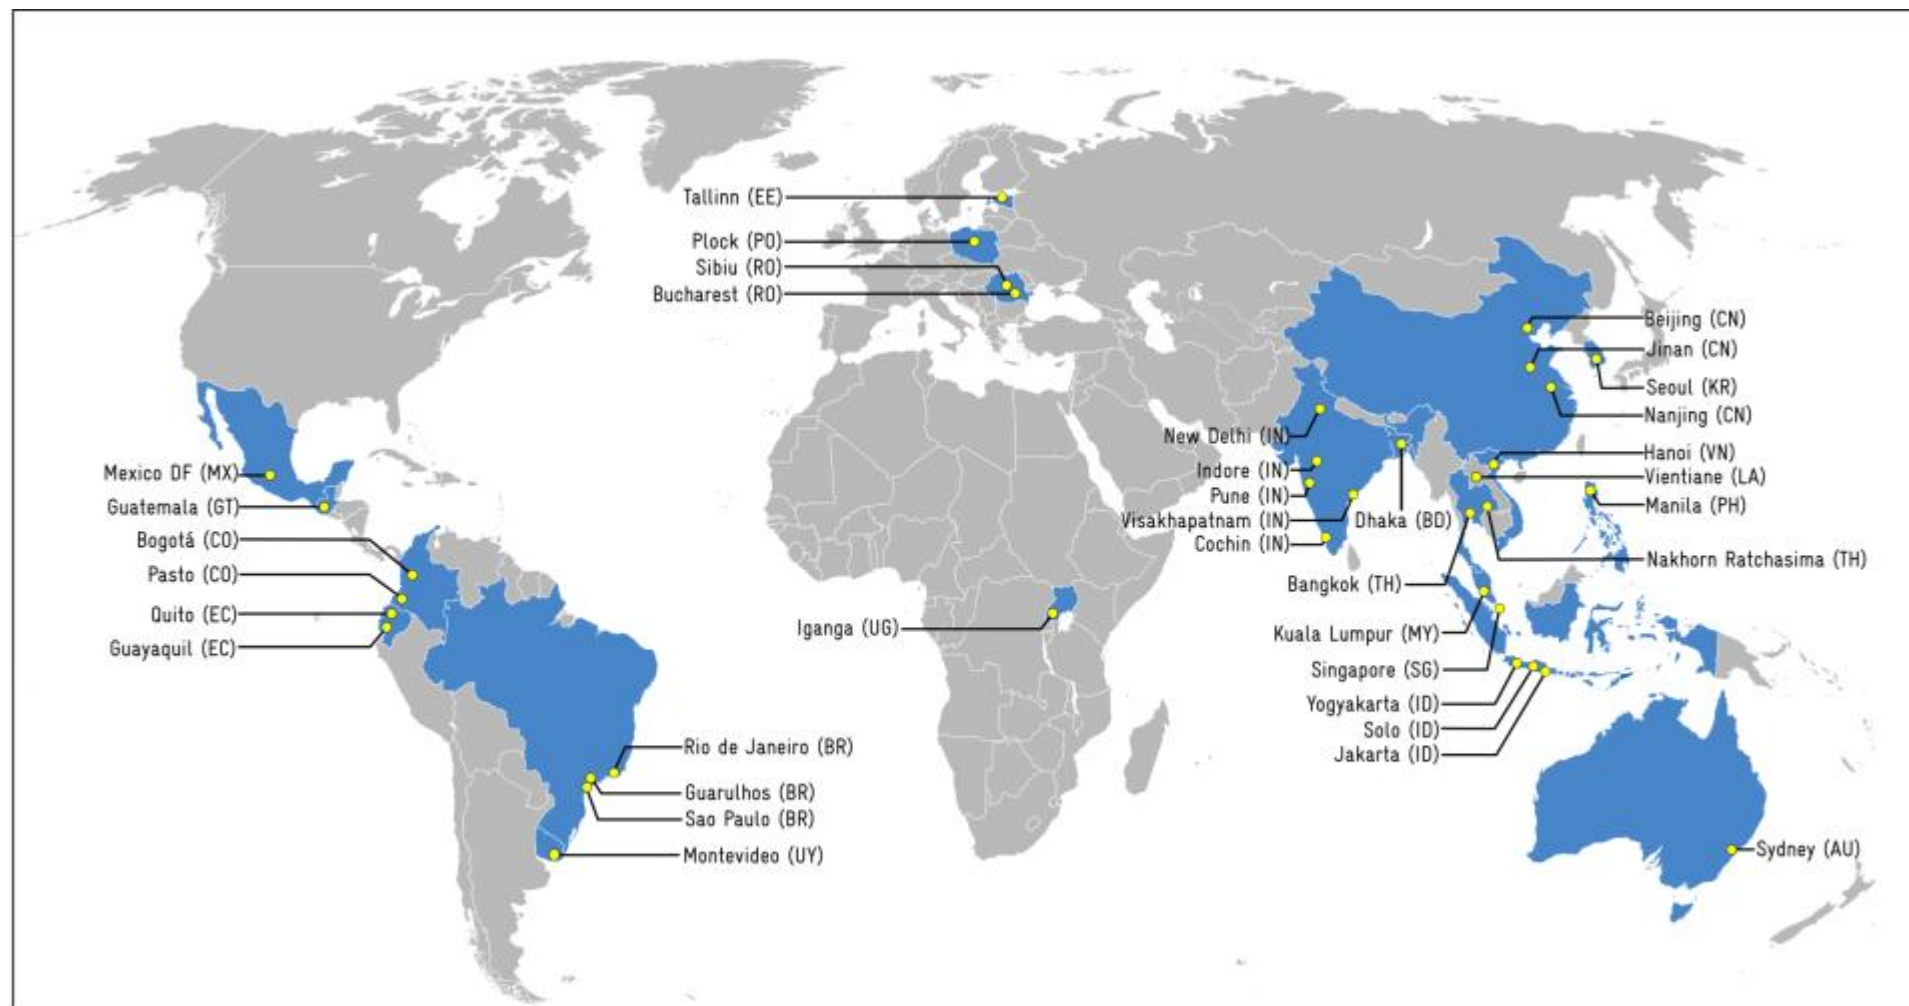 Tallinn (EE)
Plock (PO)
Sibiu (RO)
Bucharest (RO)
Beijing (CN)
Jinan (CN)
Seoul (KR)
Nanjing (CN)
New Delhi (IN)
Hanoi (VN)
Indore (IN)
Vientiane (LA)
Mexico DF (MX)
Pune (IN)
Manila (PH)
Guatemala (GT)
Visakhapatnam (IN)
Dhaka (BD)
Bogotá (CO)
Cochin (IN)
Nakhorn Ratchasima (TH)
Pasto (CO)
Bangkok (TH)
Quito (EC)
Iganga (UG)
Kuala Lumpur (MY)
Guayaquil (EC)
Singapore (SG)
Yogyakarta (ID)
Solo (ID)
Rio de Janeiro (BR)
Jakarta (ID)
Guarulhos (BR)
Sao Paulo (BR)
Montevideo (UY)
Sydney (AU)